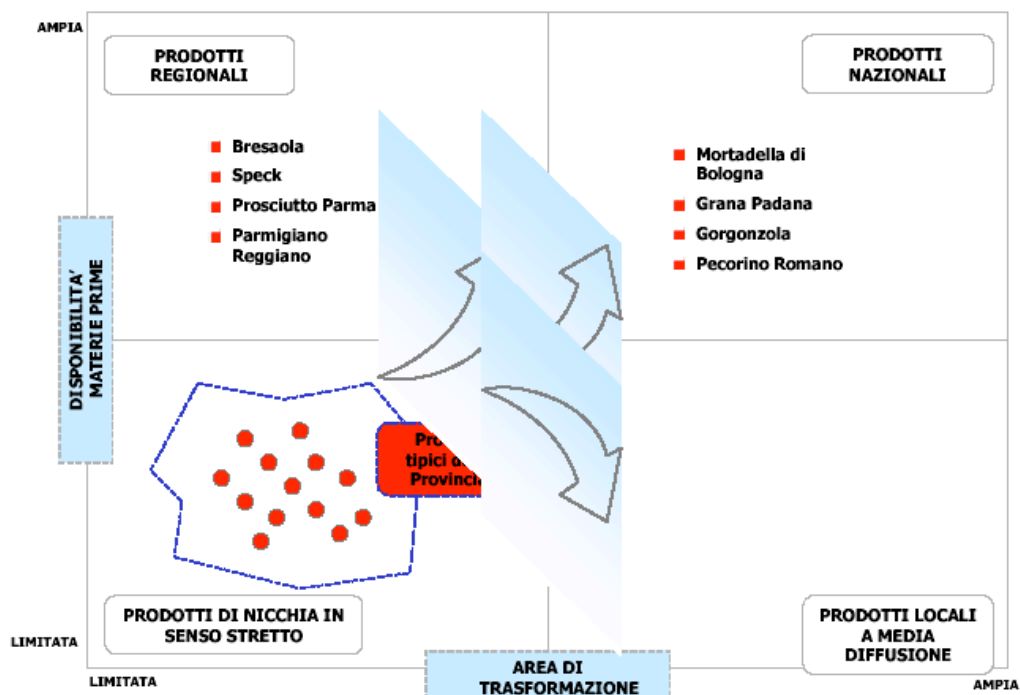 AMPIA
PRODOTTI
REGIONALI
PRODOTTI
NAZIONALI
Bresaola
Speck
Prosciutto Parma
Parmigiano
Reggiano
Mortadella di
Bologna
Grana Padana
Gorgonzola
Pecorino Romano
DISPONIBILITA’
MATERIE PRIME
tipici
PRODOTTI DI NICCHIA IN
SENSO STRETTO
PRODOTTI LOCALI
A MEDIA
DIFFUSIONE
LIMITATA
LIMITATA
AREA DI
TRASFORMAZIONE
AMPIA